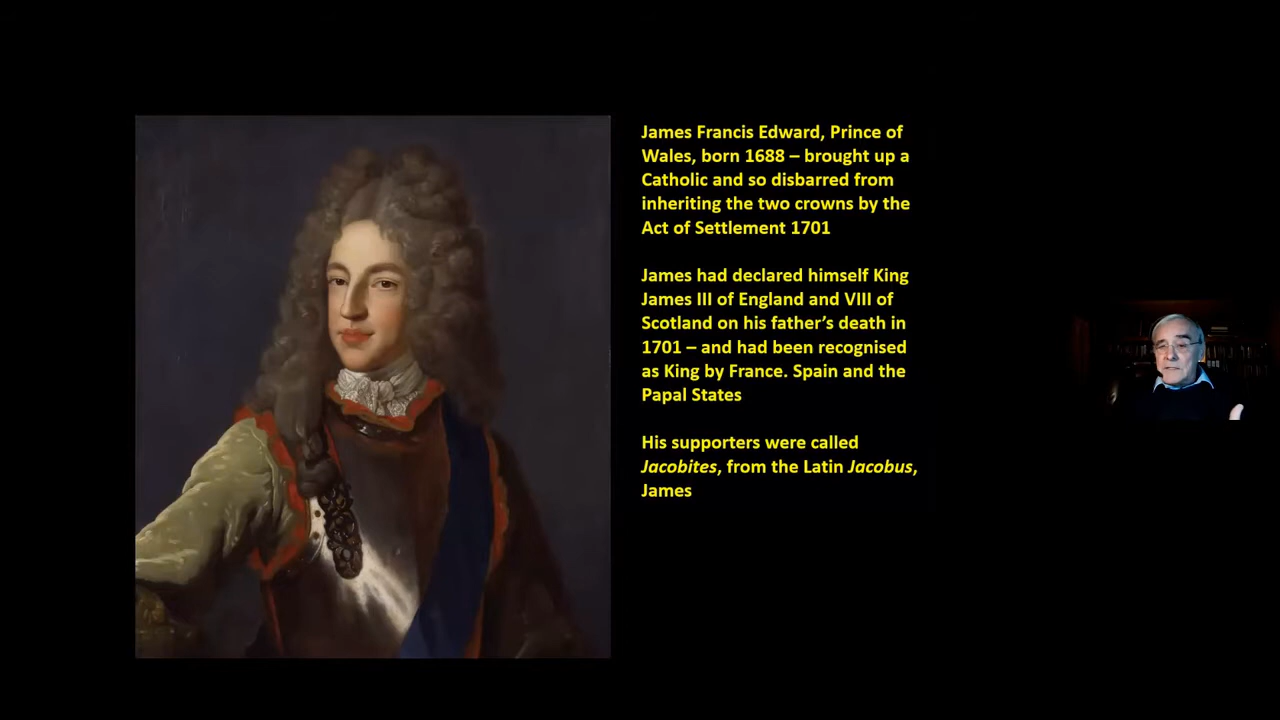 James Francis Edward, Prince of
Wales, born 1688 – brought up a
Catholic and so disbarred from
inheriting the two crowns by the
Act of Settlement 1701
James had declared himself King
James III of England and VIII of
Scotland on his father’s death in
1701 – and had been recognised
as King by France. Spain and the
Papal States
His supporters were called
Jacobites, from the Latin Jacobus,
James